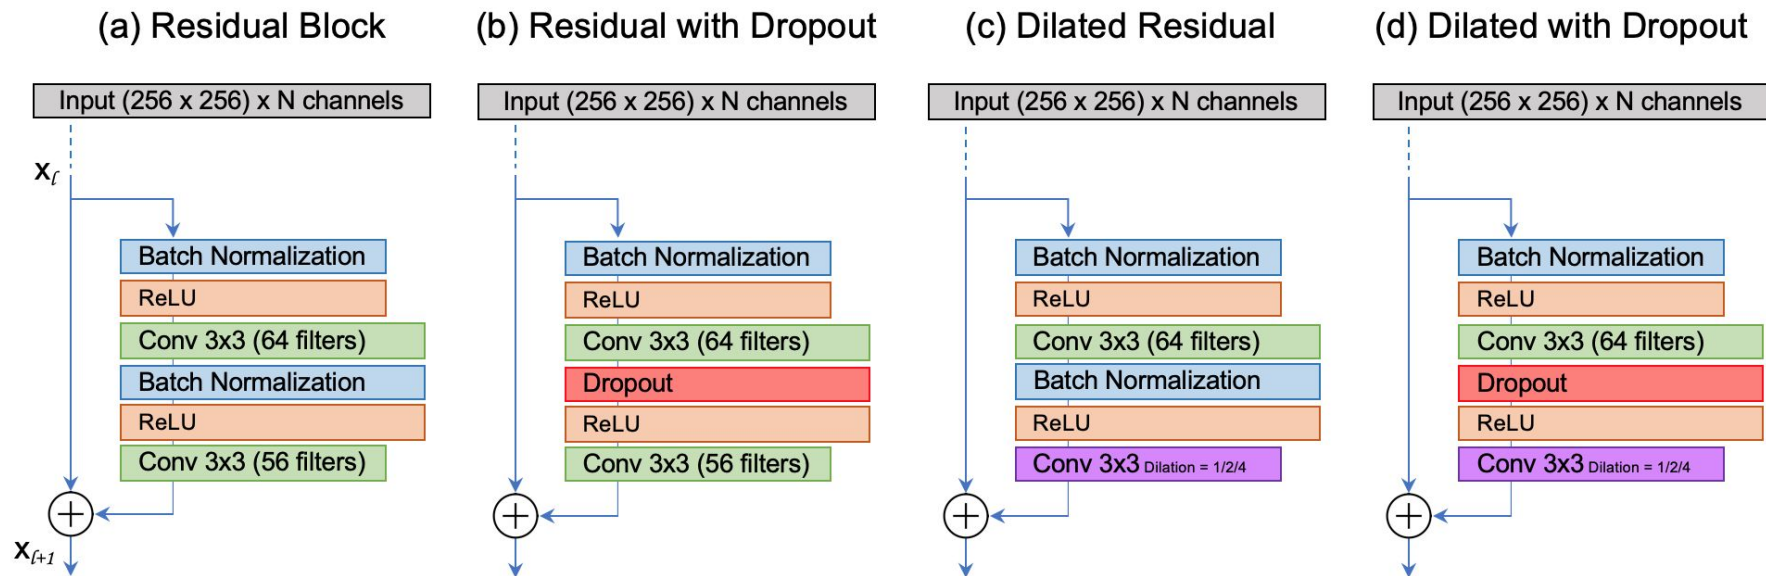 (a) Residual Block
Input (256 x 256) x N channels
xℓ
Batch Normalization
ReLU
Conv 3x3 (64 filters)
Batch Normalization
ReLU
Conv 3x3 (56 filters)
+
xℓ+1
(b) Residual with Dropout
Input (256 x 256) x N channels
Batch Normalization
ReLU
Conv 3x3 (64 filters)
Dropout
ReLU
Conv 3x3 (56 filters)
+
(c) Dilated Residual
Input (256 x 256) x N channels
Batch Normalization
ReLU
Conv 3x3 (64 filters)
Batch Normalization
ReLU
Conv 3x3 Dilation = 1/2/4
+
(d) Dilated with Dropout
Input (256 x 256) x N channels
Batch Normalization
ReLU
Conv 3x3 (64 filters)
Dropout
ReLU
Conv 3x3 Dilation = 1/2/4
+